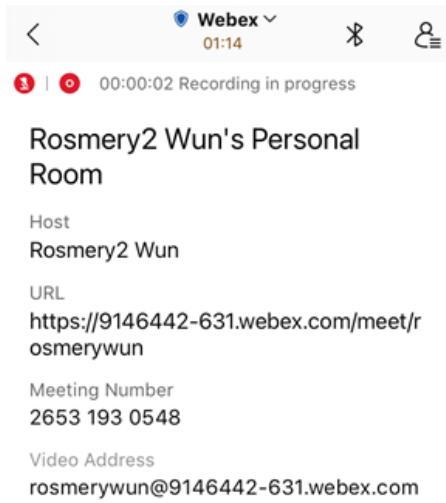 Webex
01:14
00:00:02 Recording in progress
Rosmery2 Wun's Personal
Room
Host
Rosmery2 Wun
URL
https://9146442-631.webex.com/meet/r
osmerywun
Meeting Number
2653 193 0548
Video Address
rosmerywun@9146442-631.webex.com